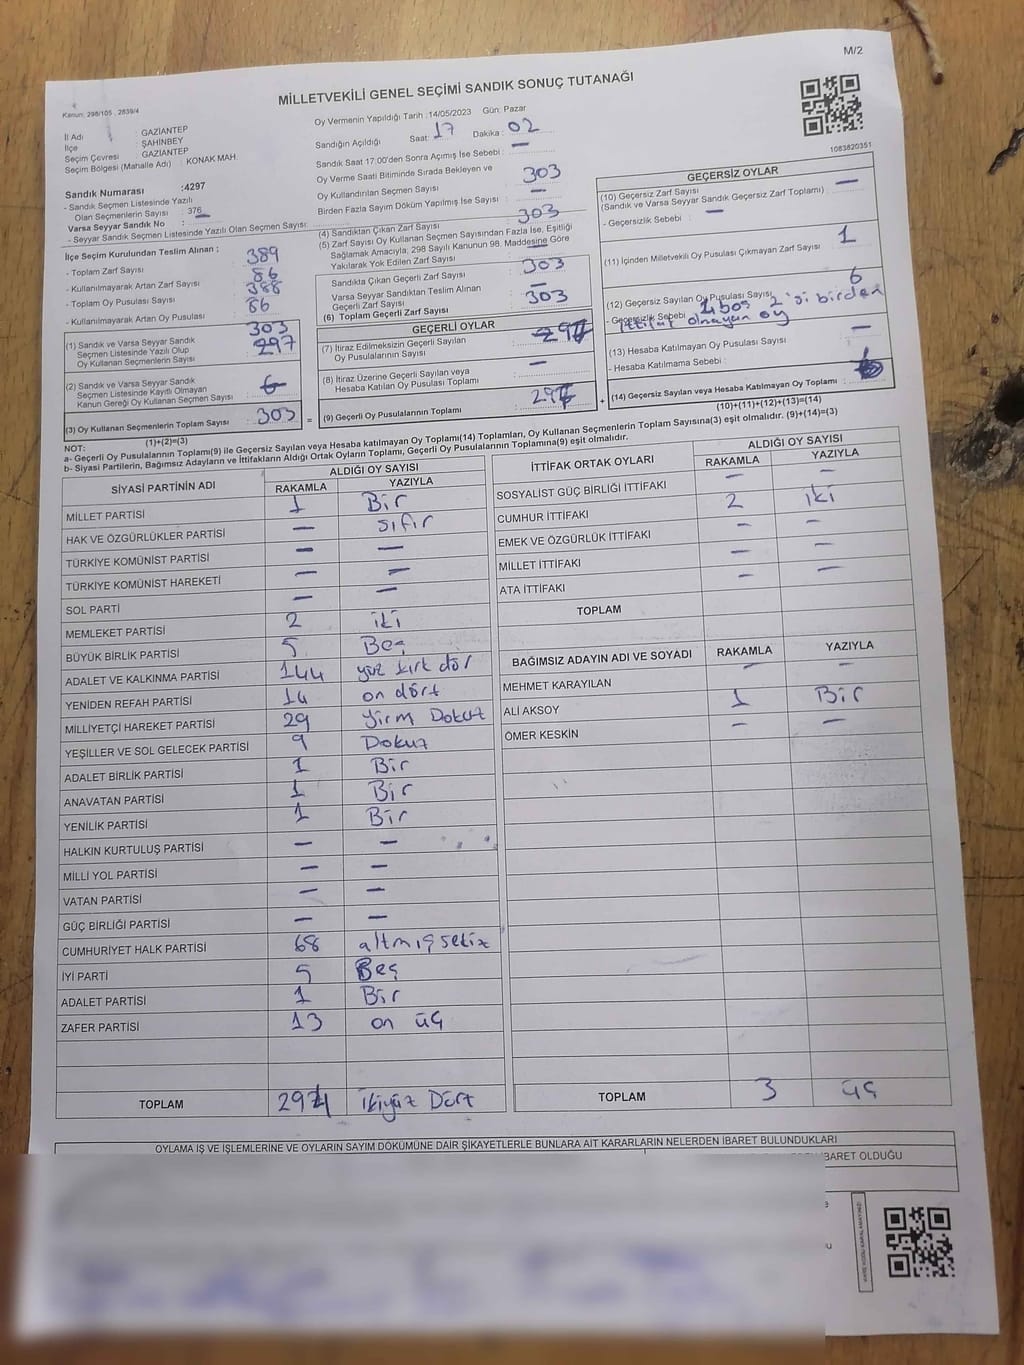 M/2
Kanun: 298/105 , 2839/4
MİLLETVEKİLİ GENEL SEÇİMİ SANDIK SONUÇ TUTANAĞI
İl Adı : GAZİANTEP
İlçe : ŞAHİNBEY
Seçim Çevresi : GAZİANTEP
Seçim Bölgesi (Mahalle Adı) : KONAK MAH.
Sandık Numarası :4297
- Sandık Seçmen Listesinde Yazılı
Olan Seçmenlerin Sayısı : 376
Varsa Seyyar Sandık No : —
- Seyyar Sandık Seçmen Listesinde Yazılı Olan Seçmen Sayısı:
İlçe Seçim Kurulundan Teslim Alınan :
- Toplam Zarf Sayısı 389
- Kullanılmayarak Artan Zarf Sayısı : 86
- Toplam Oy Pusulası Sayısı : 388
- Kullanılmayarak Artan Oy Pusulası : 86
303
(1) Sandık ve Varsa Seyyar Sandık
Seçmen Listesinde Yazılı Olup
Oy Kullanan Seçmenlerin Sayısı : 297
(2) Sandık ve Varsa Seyyar Sandık
Seçmen Listesinde Kayıtlı Olmayan
Kanun Gereği Oy Kullanan Seçmen Sayısı : 6
(3) Oy Kullanan Seçmenlerin Toplam Sayısı : 303
(1)+(2)=(3)
Oy Vermenin Yapıldığı Tarih : 14/05/2023 Gün: Pazar
Sandığın Açıldığı Saat: 17 Dakika : 02
Sandık Saat 17:00'den Sonra Açımış İse Sebebi : —
Oy Verme Saati Bitiminde Sırada Bekleyen ve
Oy Kullandırılan Seçmen Sayısı : 303
Birden Fazla Sayım Döküm Yapılmış İse Sayısı : —
(4) Sandıktan Çıkan Zarf Sayısı : 303
(5) Zarf Sayısı Oy Kullanan Seçmen Sayısından Fazla İse, Eşitliği
Sağlamak Amacıyla, 298 Sayılı Kanunun 98. Maddesine Göre
Yakılarak Yok Edilen Zarf Sayısı : —
Sandıkta Çıkan Geçerli Zarf Sayısı : 303
Varsa Seyyar Sandıktan Teslim Alınan
Geçerli Zarf Sayısı : —
(6) Toplam Geçerli Zarf Sayısı : 303
GEÇERLİ OYLAR
(7) İtiraz Edilmeksizin Geçerli Sayılan
Oy Pusulalarının Sayısı :
(8) İtiraz Üzerine Geçerli Sayılan veya
Hesaba Katılan Oy Pusulası Toplamı : —
(9) Geçerli Oy Pusulalarının Toplamı :
GEÇERSİZ OYLAR
1083820351
(10) Geçersiz Zarf Sayısı
(Sandık ve Varsa Seyyar Sandık Geçersiz Zarf Toplamı) : —
- Geçersizlik Sebebi : —
(11) İçinden Milletvekili Oy Pusulası Çıkmayan Zarf Sayısı : 1
(12) Geçersiz Sayılan Oy Pusulası Sayısı : 6
- Geçersizlik Sebebi : 4 boş 2'si birden
ittifak olmayan oy
(13) Hesaba Katılmayan Oy Pusulası Sayısı : —
- Hesaba Katılmama Sebebi :
(14) Geçersiz Sayılan veya Hesaba Katılmayan Oy Toplamı :
(10)+(11)+(12)+(13)=(14)
NOT:
a- Geçerli Oy Pusulalarının Toplamı(9) ile Geçersiz Sayılan veya Hesaba katılmayan Oy Toplamı(14) Toplamları, Oy Kullanan Seçmenlerin Toplam Sayısına(3) eşit olmalıdır. (9)+(14)=(3)
b- Siyasi Partilerin, Bağımsız Adayların ve İttifakların Aldığı Ortak Oyların Toplamı, Geçerli Oy Pusulalarının Toplamına(9) eşit olmalıdır.
SİYASİ PARTİNİN ADI ALDIĞI OY SAYISI
RAKAMLA YAZIYLA
MİLLET PARTİSİ 1 Bir
HAK VE ÖZGÜRLÜKLER PARTİSİ — sıfır
TÜRKİYE KOMÜNİST PARTİSİ — —
TÜRKİYE KOMÜNİST HAREKETİ — —
SOL PARTİ — —
MEMLEKET PARTİSİ 2 iki
BÜYÜK BİRLİK PARTİSİ 5 Beş
ADALET VE KALKINMA PARTİSİ 144 yüz kırk dör
YENİDEN REFAH PARTİSİ 14 on dört
MİLLİYETÇİ HAREKET PARTİSİ 29 yirm Dokuz
YEŞİLLER VE SOL GELECEK PARTİSİ 9 Dokuz
ADALET BİRLİK PARTİSİ 1 Bir
ANAVATAN PARTİSİ 1 Bir
YENİLİK PARTİSİ 1 Bir
HALKIN KURTULUŞ PARTİSİ — —
MİLLİ YOL PARTİSİ — —
VATAN PARTİSİ — —
GÜÇ BİRLİĞİ PARTİSİ — —
CUMHURİYET HALK PARTİSİ 68 altmış sekiz
İYİ PARTİ 5 Beş
ADALET PARTİSİ 1 Bir
ZAFER PARTİSİ 13 on üç
TOPLAM 294 ikiyüz Dört
İTTİFAK ORTAK OYLARI ALDIĞI OY SAYISI
RAKAMLA YAZIYLA
SOSYALİST GÜÇ BİRLİĞİ İTTİFAKI — —
CUMHUR İTTİFAKI 2 iki
EMEK VE ÖZGÜRLÜK İTTİFAKI — —
MİLLET İTTİFAKI — —
ATA İTTİFAKI — —
TOPLAM
BAĞIMSIZ ADAYIN ADI VE SOYADI RAKAMLA YAZIYLA
MEHMET KARAYILAN — —
ALİ AKSOY 1 Bir
ÖMER KESKİN — —
TOPLAM 3 üç
OYLAMA İŞ VE İŞLEMLERİNE VE OYLARIN SAYIM DÖKÜMÜNE DAİR ŞİKAYETLERLE BUNLARA AİT KARARLARIN NELERDEN İBARET BULUNDUKLARI
İBARET OLDUĞU